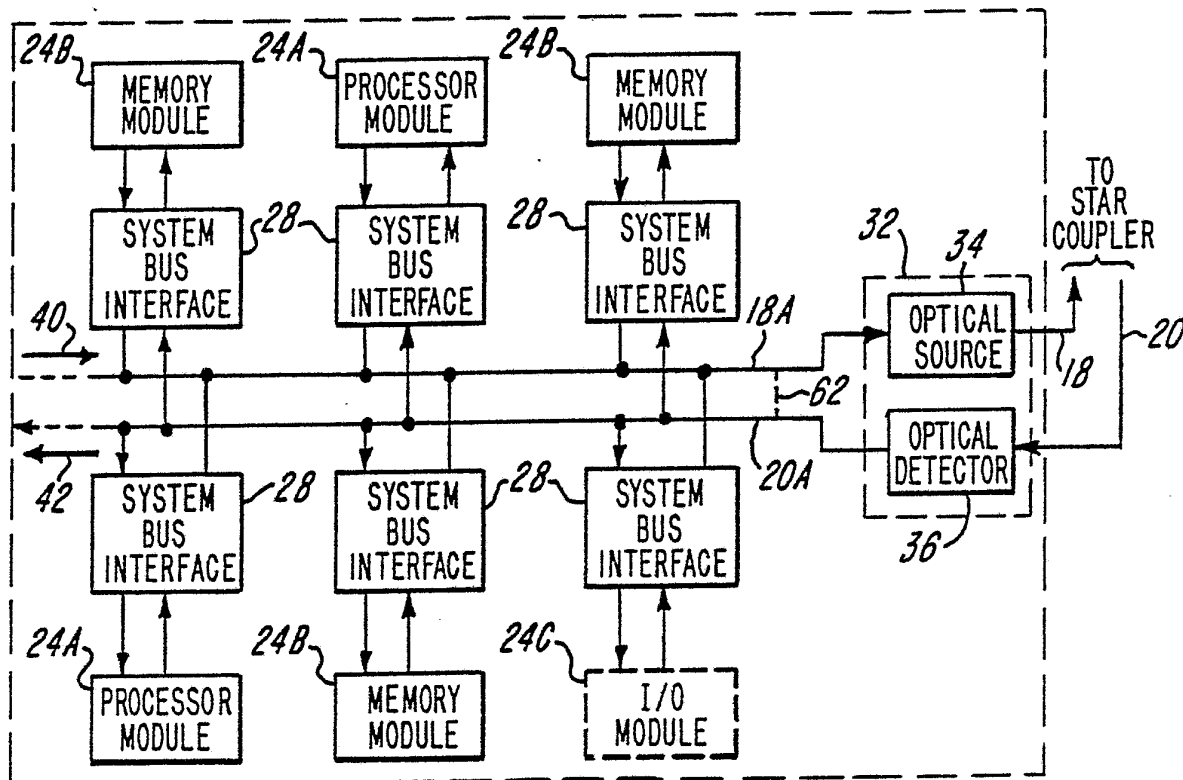 24B
MEMORY
MODULE
24A
PROCESSOR
MODULE
24B
MEMORY
MODULE
SYSTEM
BUS
INTERFACE
28
SYSTEM
BUS
INTERFACE
28
SYSTEM
BUS
INTERFACE
32
34
OPTICAL
SOURCE
TO
STAR
COUPLER
18
20
40
18A
62
42
20A
OPTICAL
DETECTOR
36
SYSTEM
BUS
INTERFACE
28
SYSTEM
BUS
INTERFACE
28
SYSTEM
BUS
INTERFACE
24A
PROCESSOR
MODULE
24B
MEMORY
MODULE
24C
I/O
MODULE